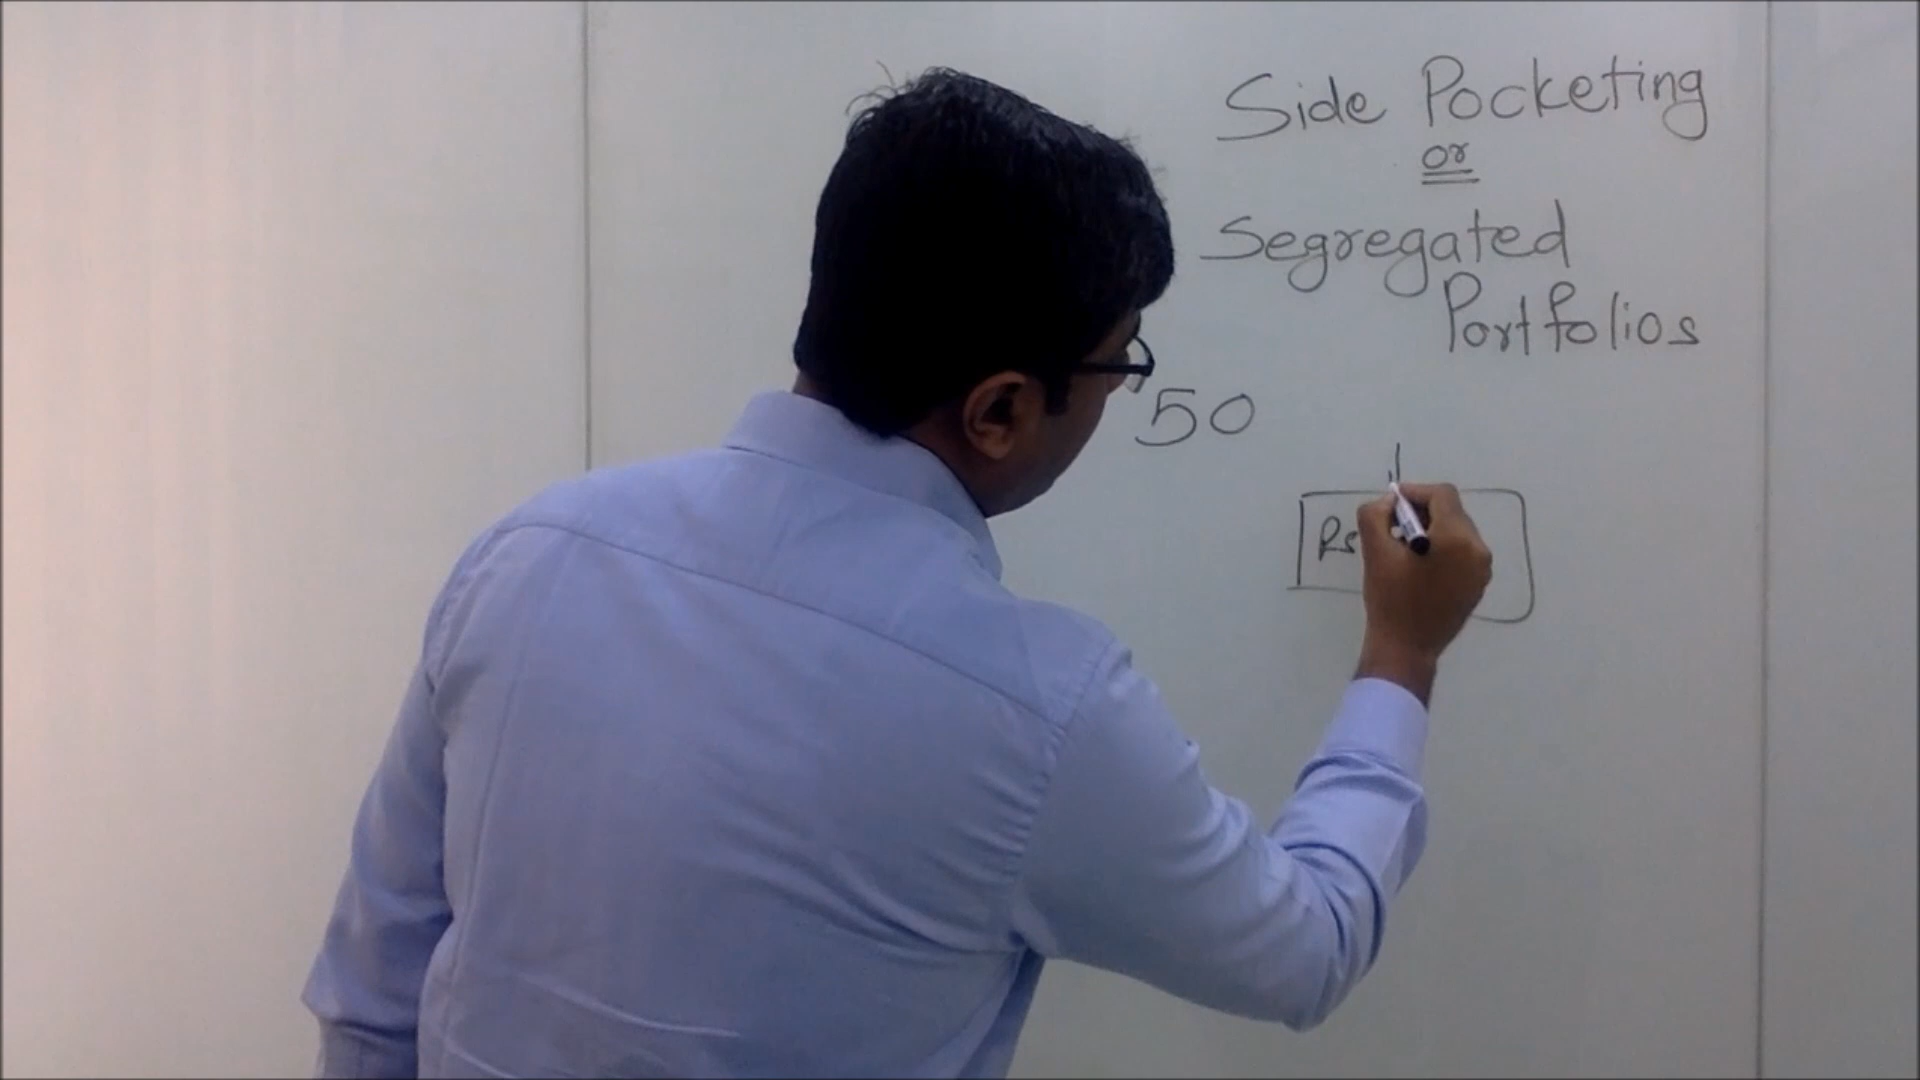 Side Pocketing
or
Segregated
Portfolios
50
Rs